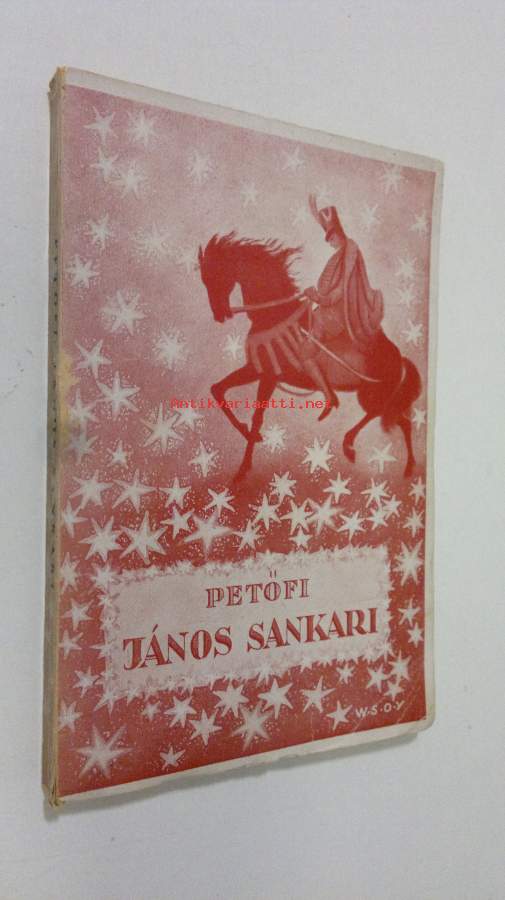 Antikvariaatti.net
PETŐFI
JÁNOS SANKARI
W·S·O·Y